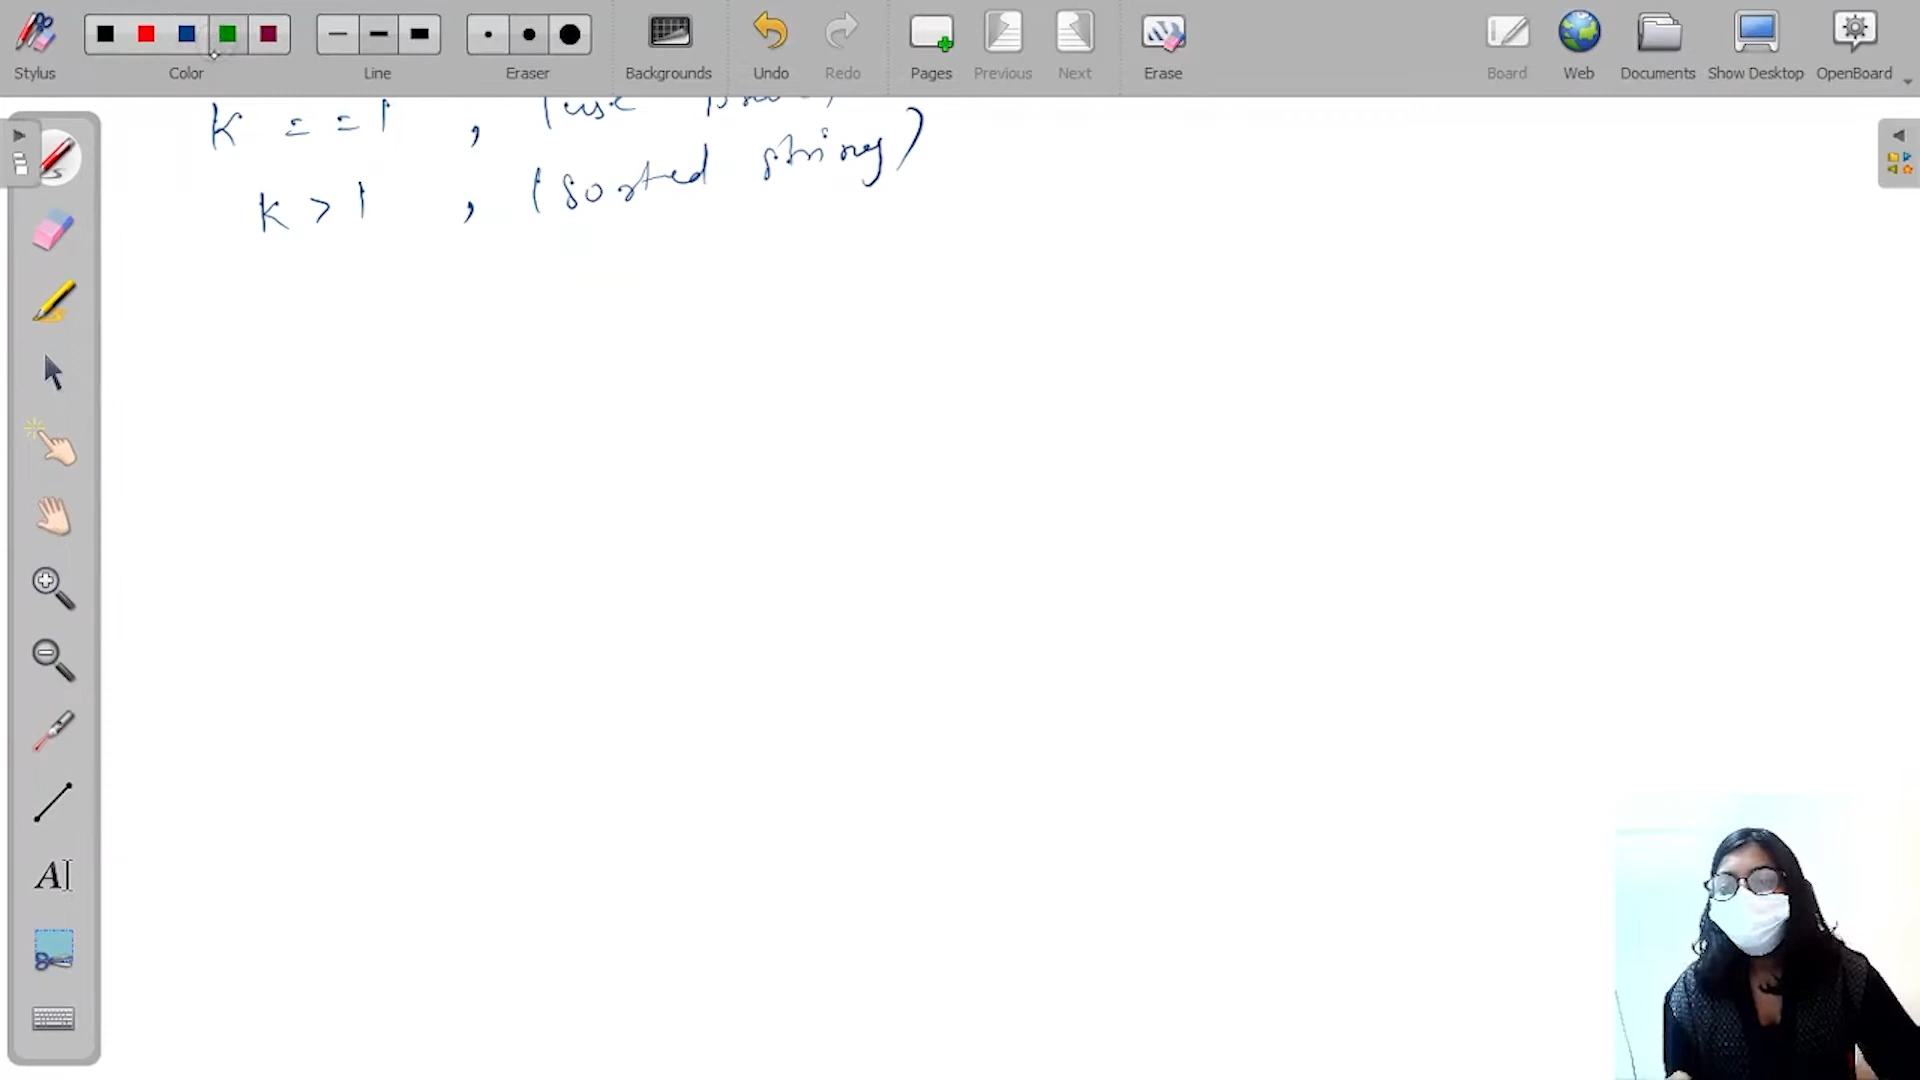 Stylus
Color
Line
Eraser
Backgrounds
Undo
Redo
Pages
Previous
Next
Erase
Board
Web
Documents
Show Desktop
OpenBoard
K = = 1 , (use
K > 1 , (sorted string)
A